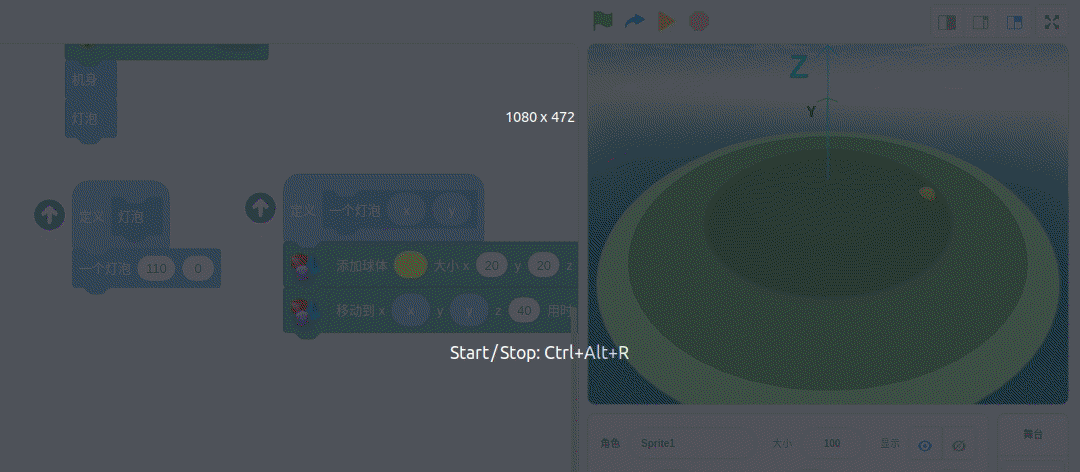 机身
灯泡
定义 灯泡
一个灯泡 110 0
定义 一个灯泡 x y
添加球体 大小 x 20 y 20 z
移动到 x x y y z 40 用时
1080 x 472
Start/Stop: Ctrl+Alt+R
Z
Y
角色 Sprite1 大小 100 显示
舞台